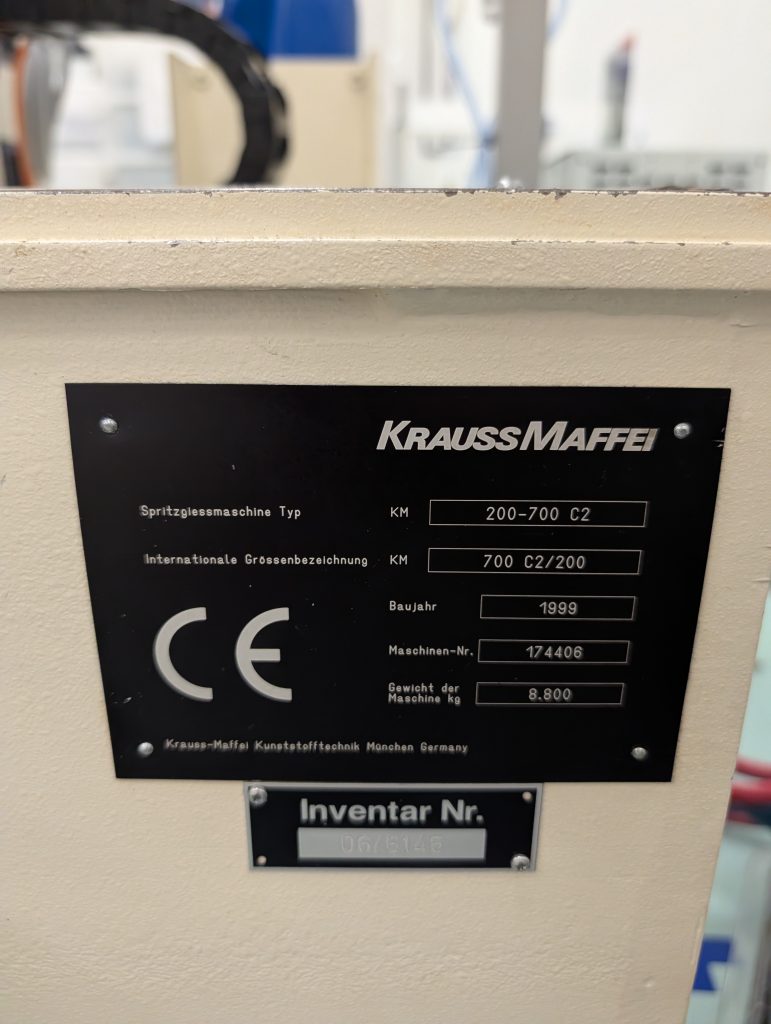 KRAUSSMAFFEI
Spritzgiessmaschine Typ KM 200-700 C2
Internationale Grössenbezeichnung KM 700 C2/200
Baujahr 1999
Maschinen-Nr. 174406
Gewicht der
Maschine kg 8.800
CE
Krauss-Maffei Kunststofftechnik München Germany
Inventar Nr.